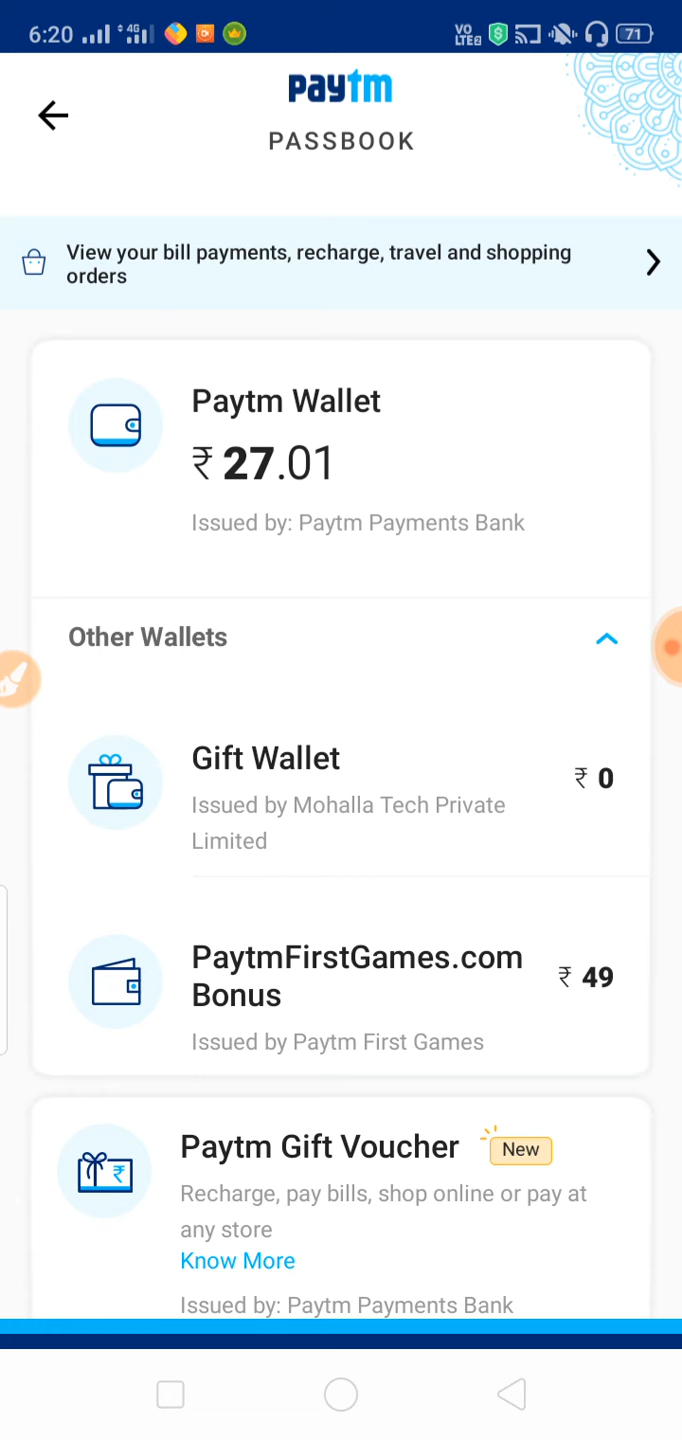 6:20 4G VO LTE2 71
paytm
PASSBOOK
View your bill payments, recharge, travel and shopping
orders
Paytm Wallet
₹ 27.01
Issued by: Paytm Payments Bank
Other Wallets
Gift Wallet
₹ 0
Issued by Mohalla Tech Private
Limited
PaytmFirstGames.com
Bonus
₹ 49
Issued by Paytm First Games
Paytm Gift Voucher New
Recharge, pay bills, shop online or pay at
any store
Know More
Issued by: Paytm Payments Bank